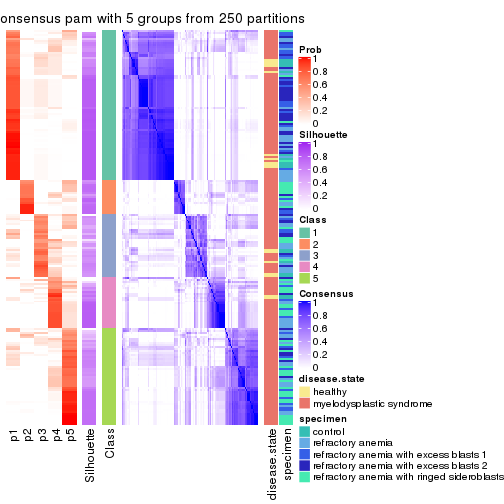 onsensus pam with 5 groups from 250 partitions
Prob
1
0.8
0.6
0.4
0.2
0
Silhouette
1
0.8
0.6
0.4
0.2
0
Class
1
2
3
4
5
Consensus
1
0.8
0.6
0.4
0.2
0
disease.state
healthy
myelodysplastic syndrome
specimen
control
refractory anemia
refractory anemia with excess blasts 1
refractory anemia with excess blasts 2
refractory anemia with ringed sideroblasts
p1
p2
p3
p4
p5
Silhouette
Class
disease.state
specimen